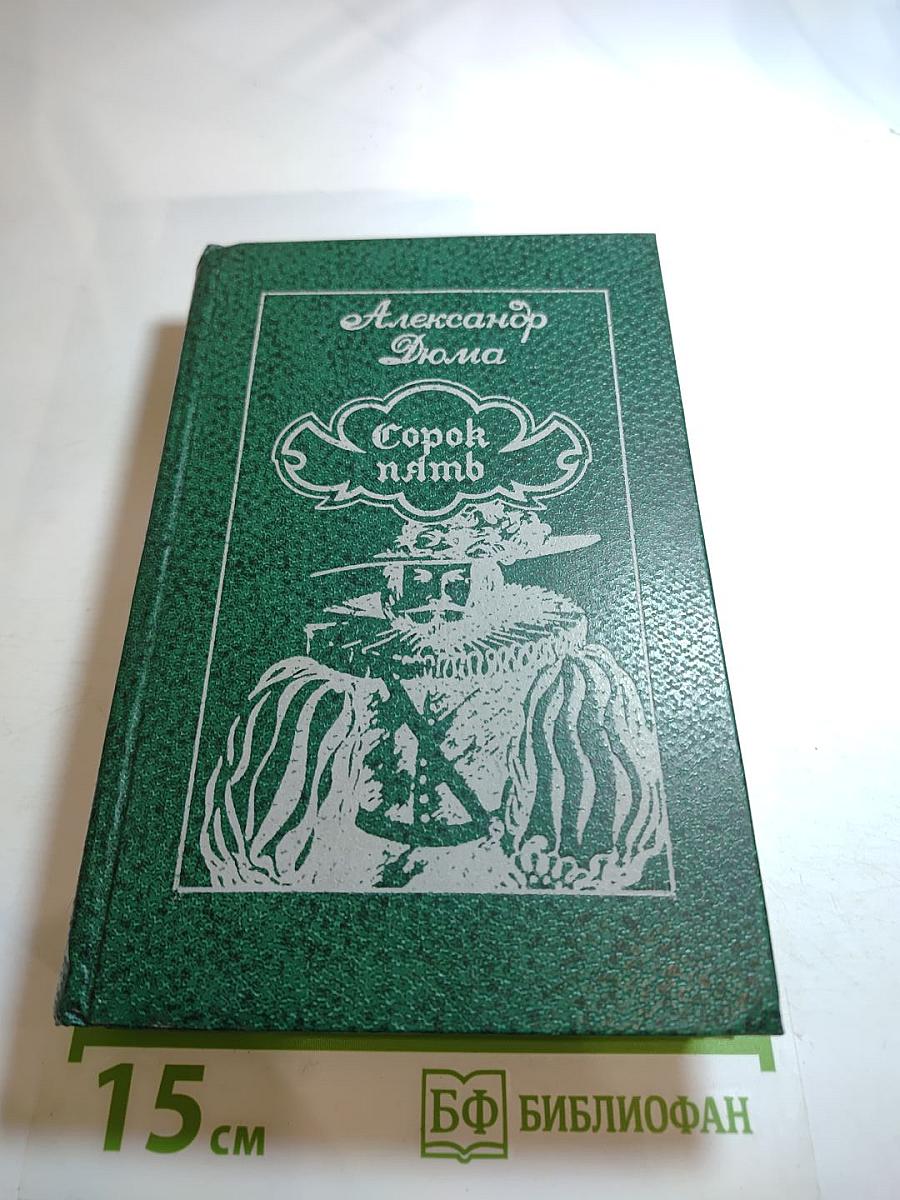 Александр
Дюма
Сорок
пять
15 см
БФ БИБЛИОФАН